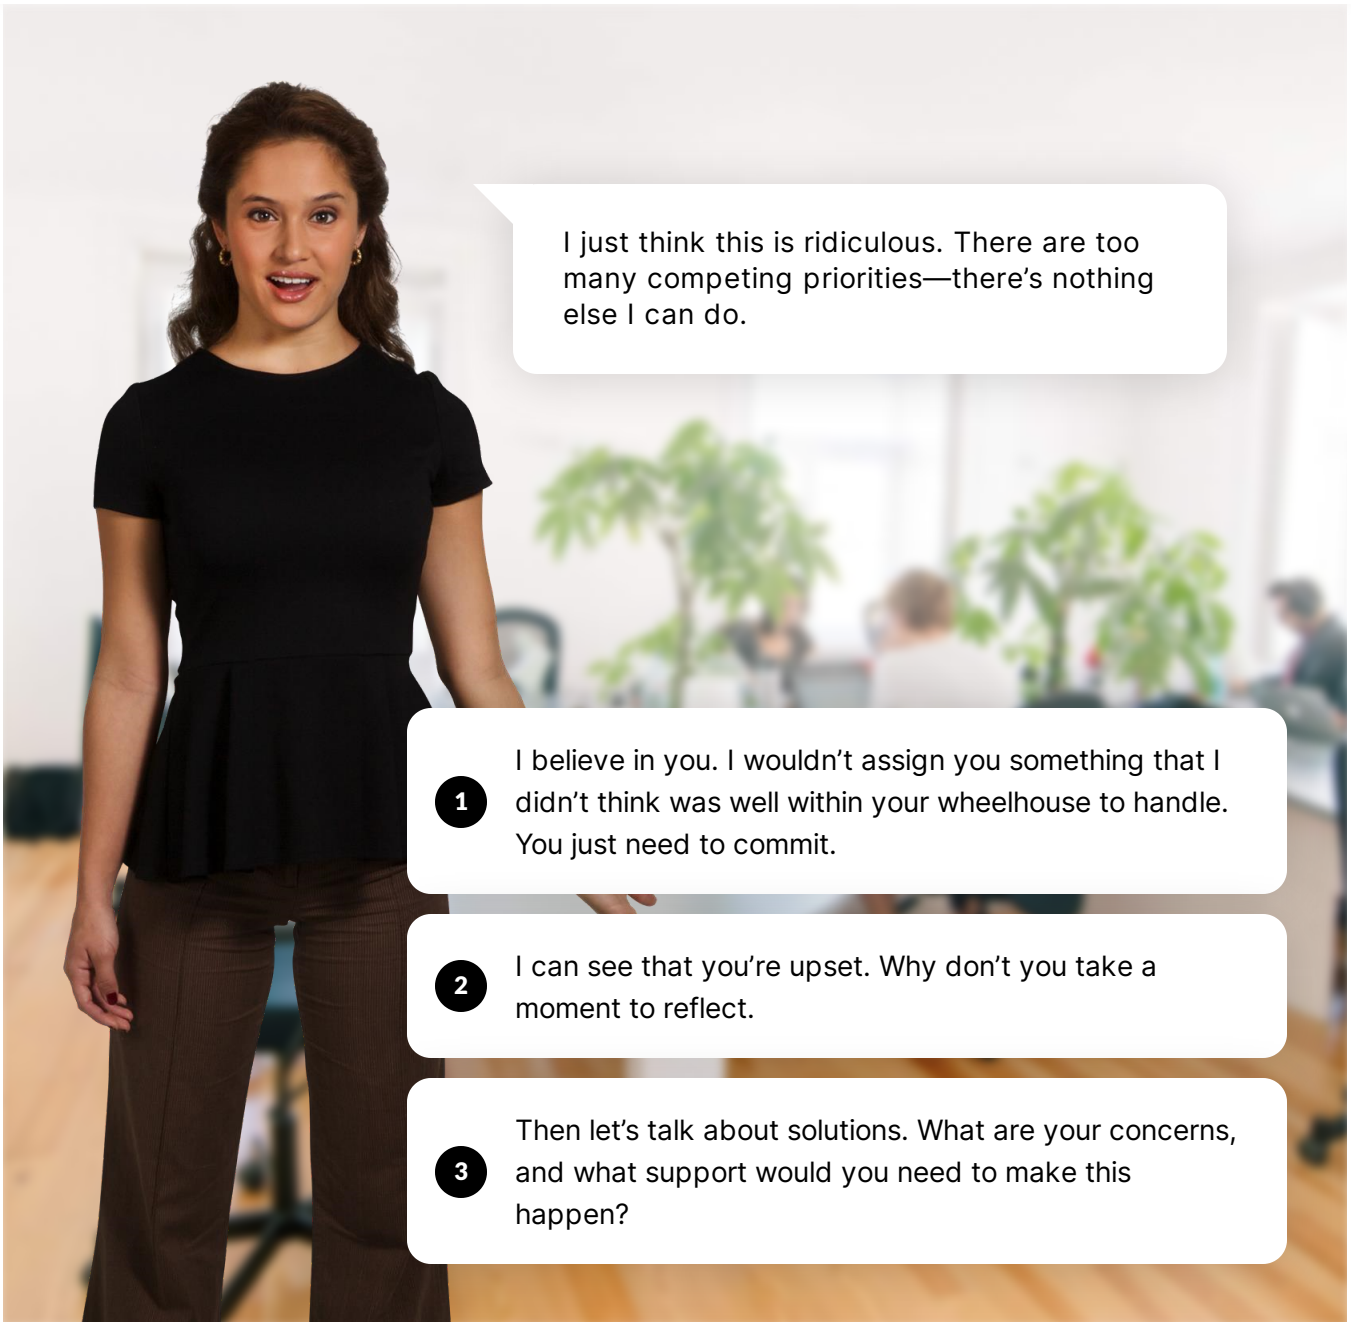 I just think this is ridiculous. There are too
many competing priorities—there’s nothing
else I can do.
1
I believe in you. I wouldn’t assign you something that I
didn’t think was well within your wheelhouse to handle.
You just need to commit.
2
I can see that you’re upset. Why don’t you take a
moment to reflect.
3
Then let’s talk about solutions. What are your concerns,
and what support would you need to make this
happen?